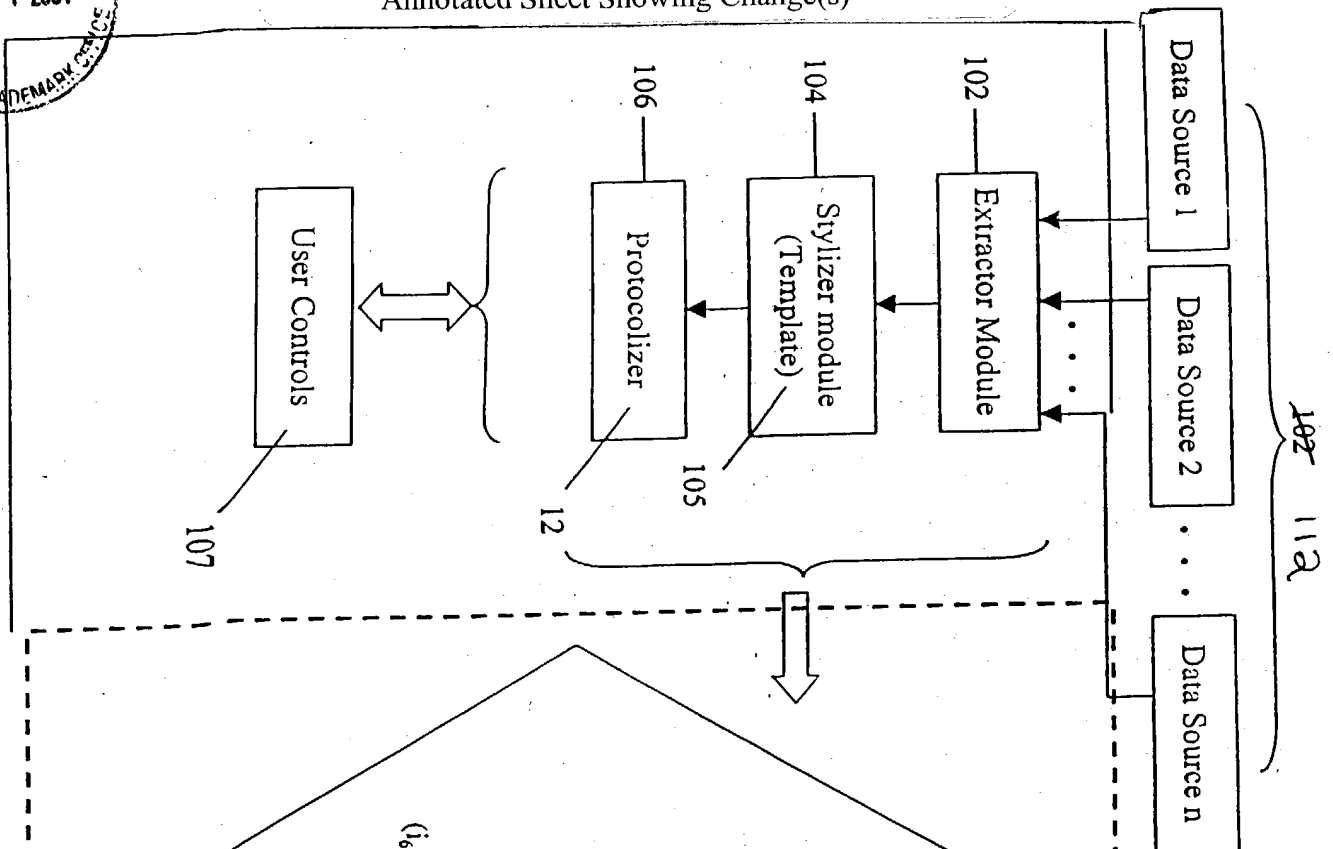 Annotated Sheet Showing Change(s)
Data Source 1
Data Source 2
. . .
Data Source n
102
112
102
Extractor Module
. . .
104
Stylizer module
(Template)
105
106
Protocolizer
12
User Controls
107